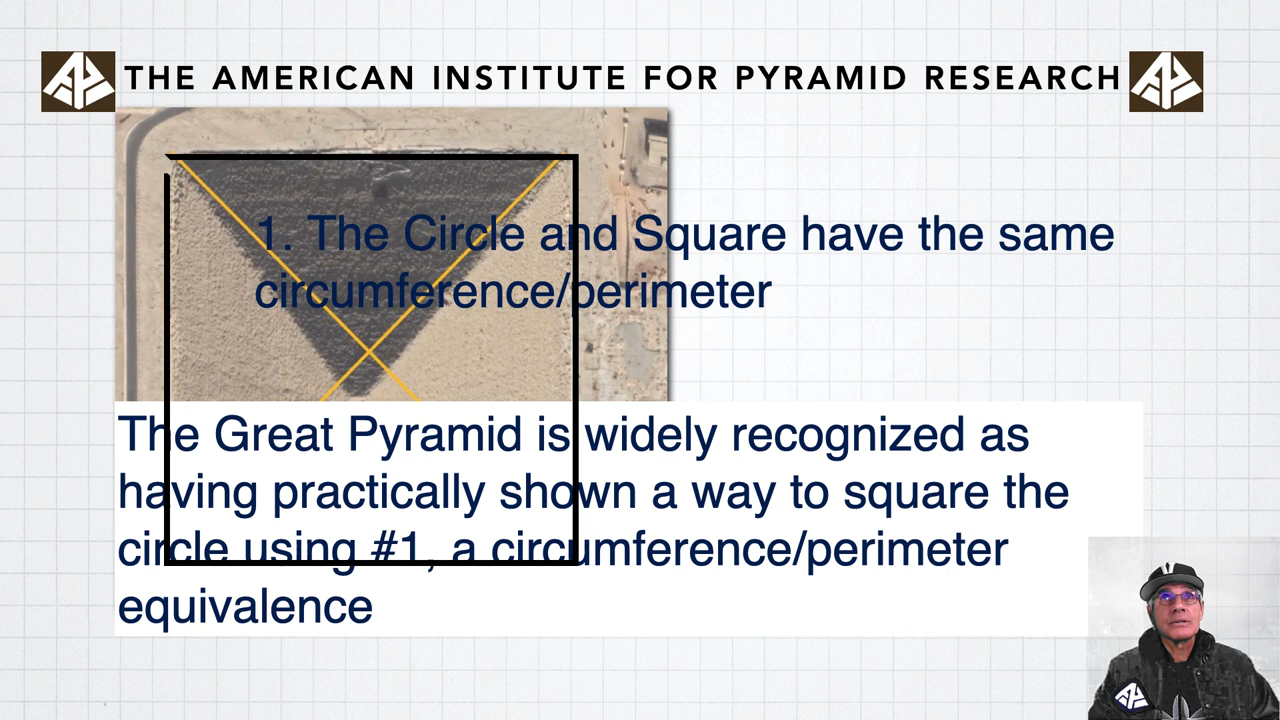 THE AMERICAN INSTITUTE FOR PYRAMID RESEARCH
1. The Circle and Square have the same
circumference/perimeter
The Great Pyramid is widely recognized as
having practically shown a way to square the
circle using #1, a circumference/perimeter
equivalence